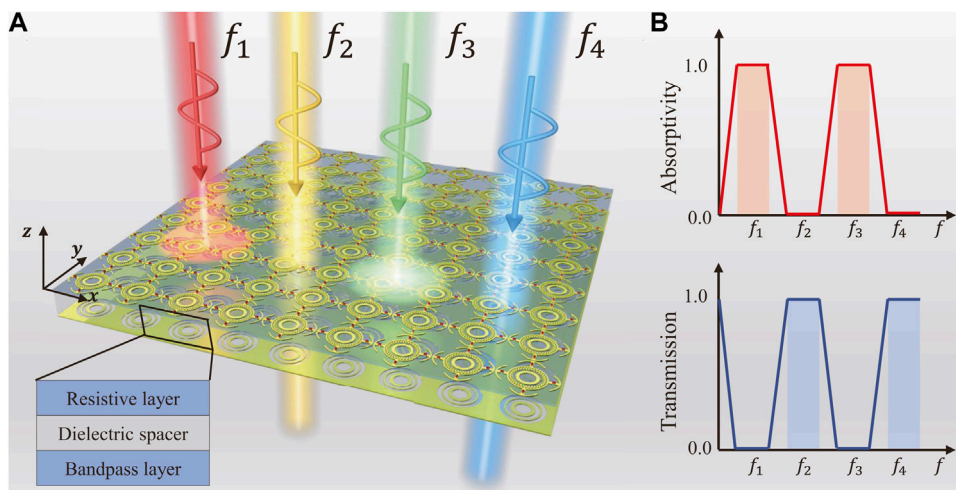 A
f1 f2 f3 f4
z
y
x
Resistive layer
Dielectric spacer
Bandpass layer
B
1.0
Absorptivity
0.0
f1 f2 f3 f4 f
1.0
Transmission
0.0
f1 f2 f3 f4 f